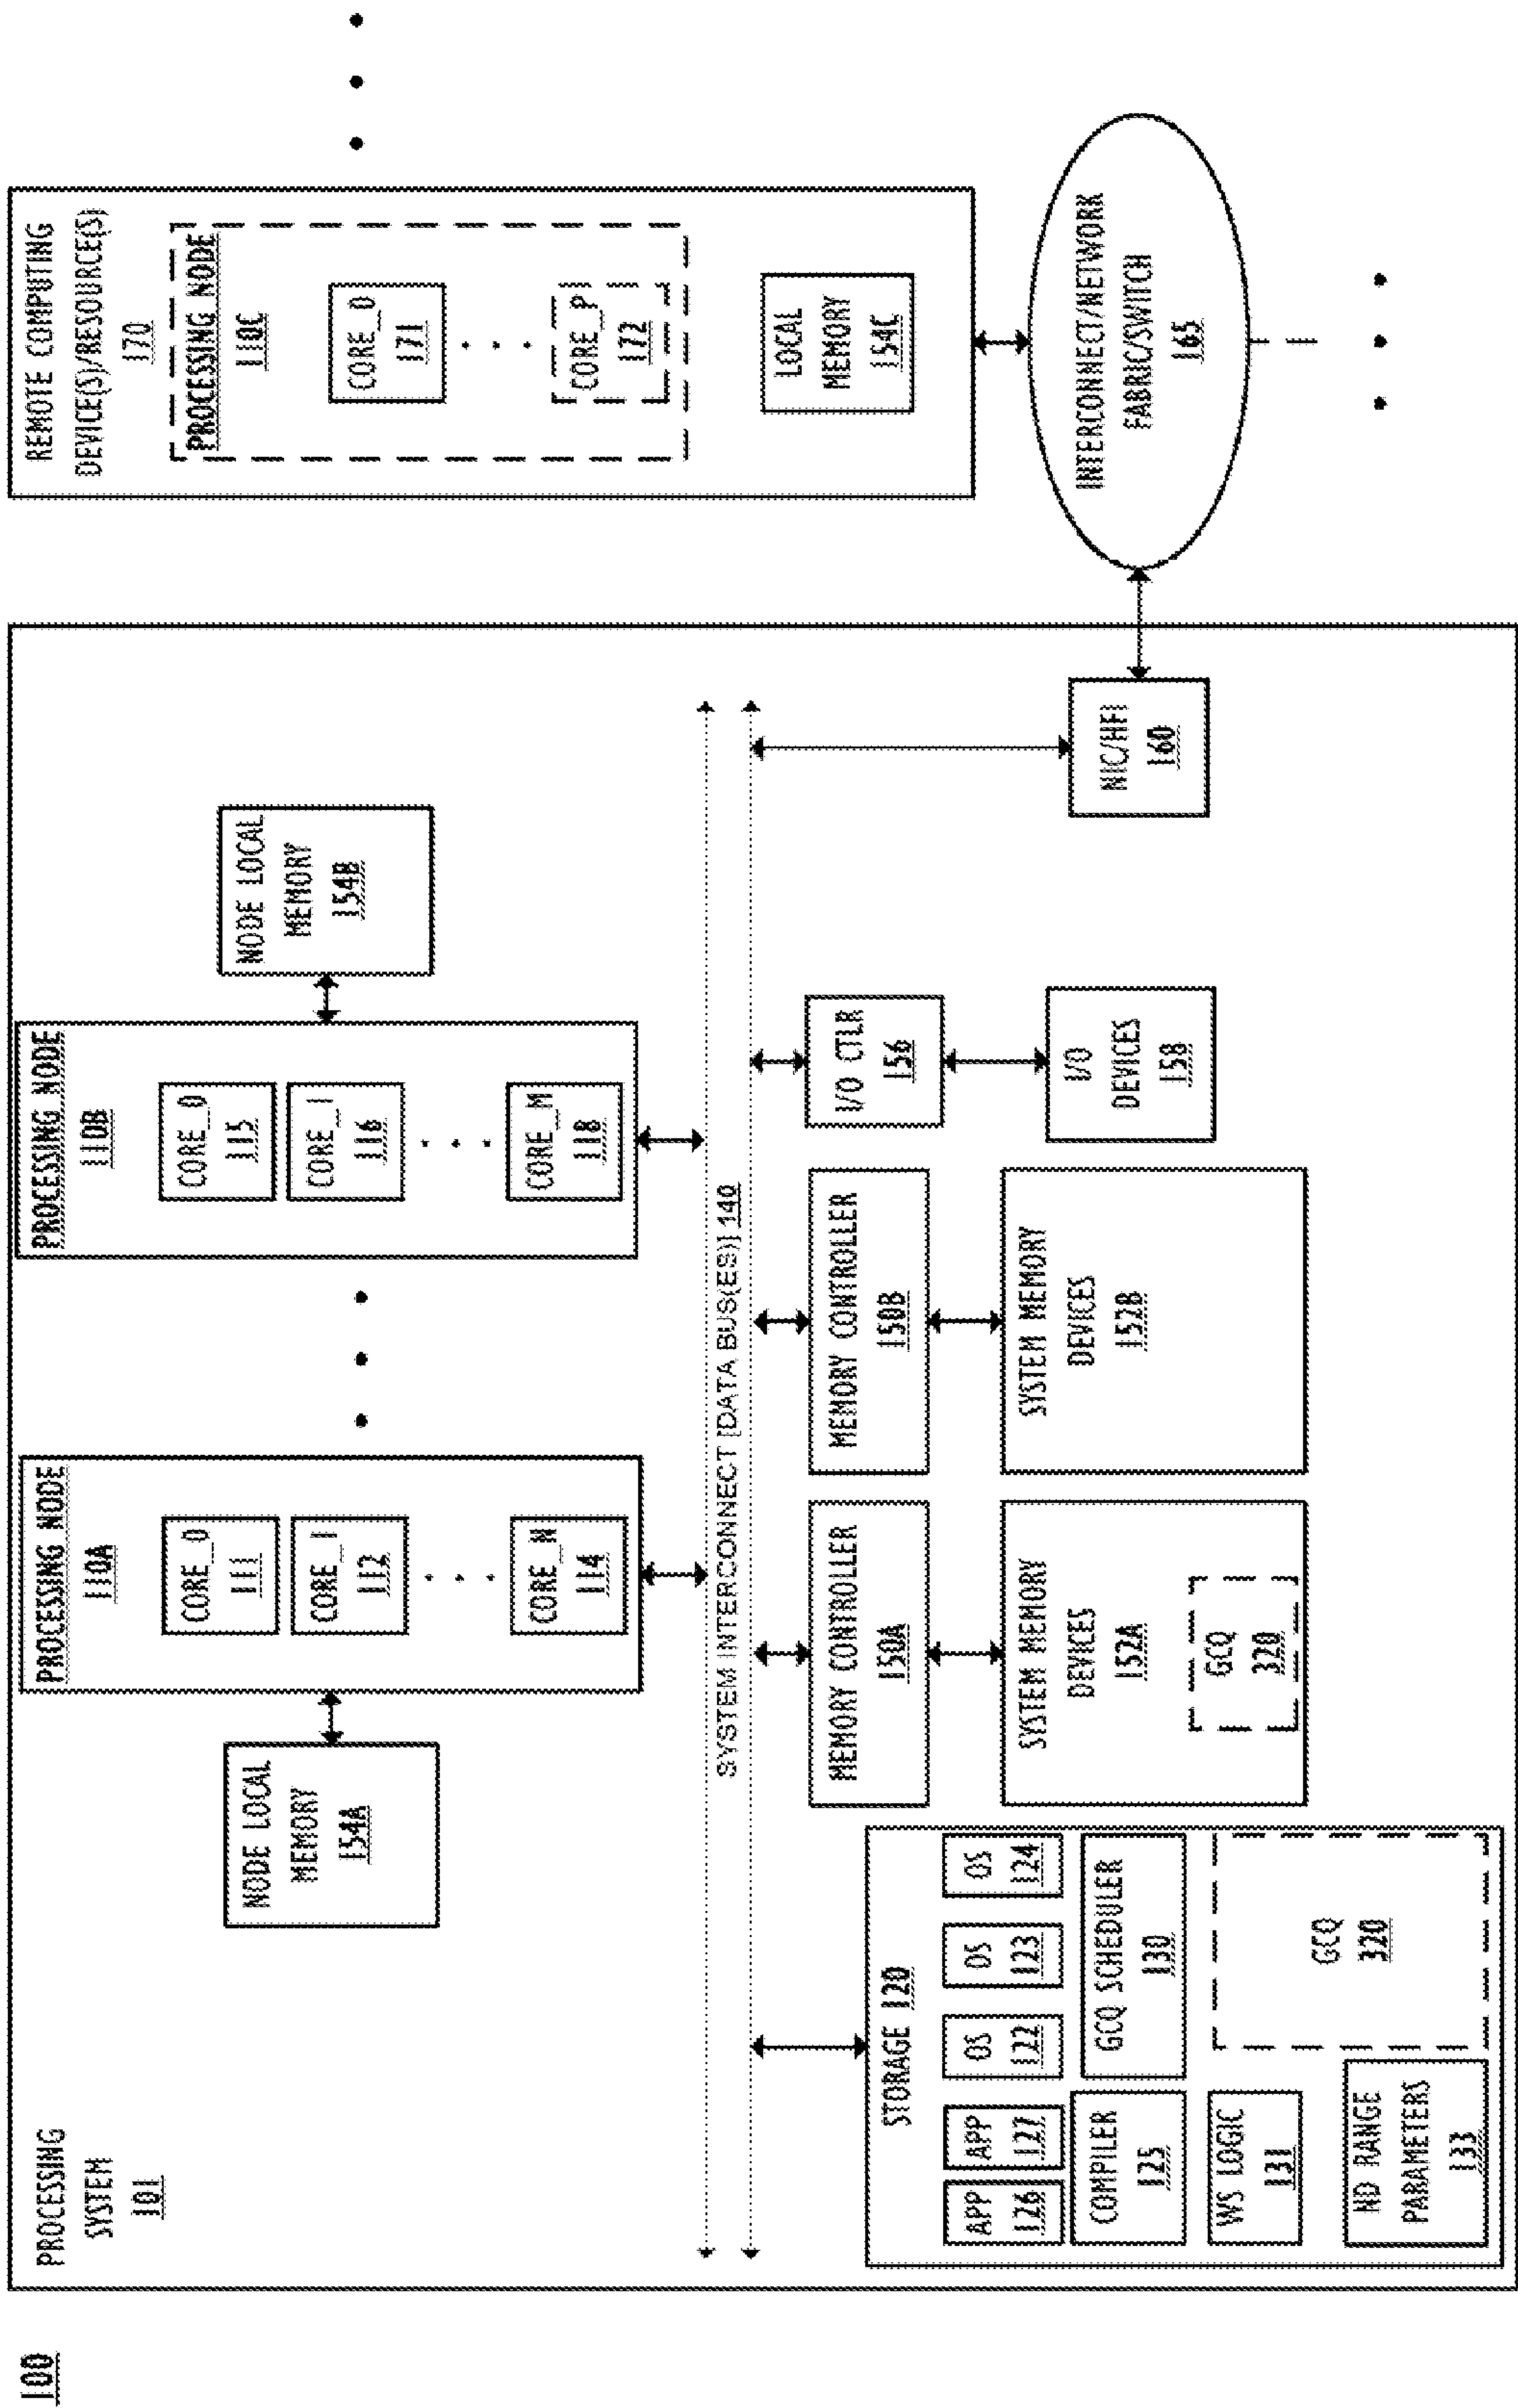 100
PROCESSING
SYSTEM
101
NODE LOCAL
MEMORY
154A
PROCESSING NODE
110A
CORE_0
111
CORE_1
112
CORE_N
114
PROCESSING NODE
110B
CORE_0
115
CORE_1
116
CORE_M
118
NODE LOCAL
MEMORY
154B
SYSTEM INTERCONNECT [DATA BUS(ES)] 140
STORAGE 120
APP
126
APP
127
OS
122
OS
123
OS
124
COMPILER
125
GCQ SCHEDULER
130
WS LOGIC
131
ND RANGE
PARAMETERS
133
GCQ
320
MEMORY CONTROLLER
150A
SYSTEM MEMORY
DEVICES
152A
GCQ
320
MEMORY CONTROLLER
150B
SYSTEM MEMORY
DEVICES
152B
I/O CTLR
156
I/O
DEVICES
158
NIC/HFI
160
REMOTE COMPUTING
DEVICE(S)/RESOURCE(S)
170
PROCESSING NODE
110C
CORE_0
171
CORE_P
172
LOCAL
MEMORY
154C
INTERCONNECT/NETWORK
FABRIC/SWITCH
165